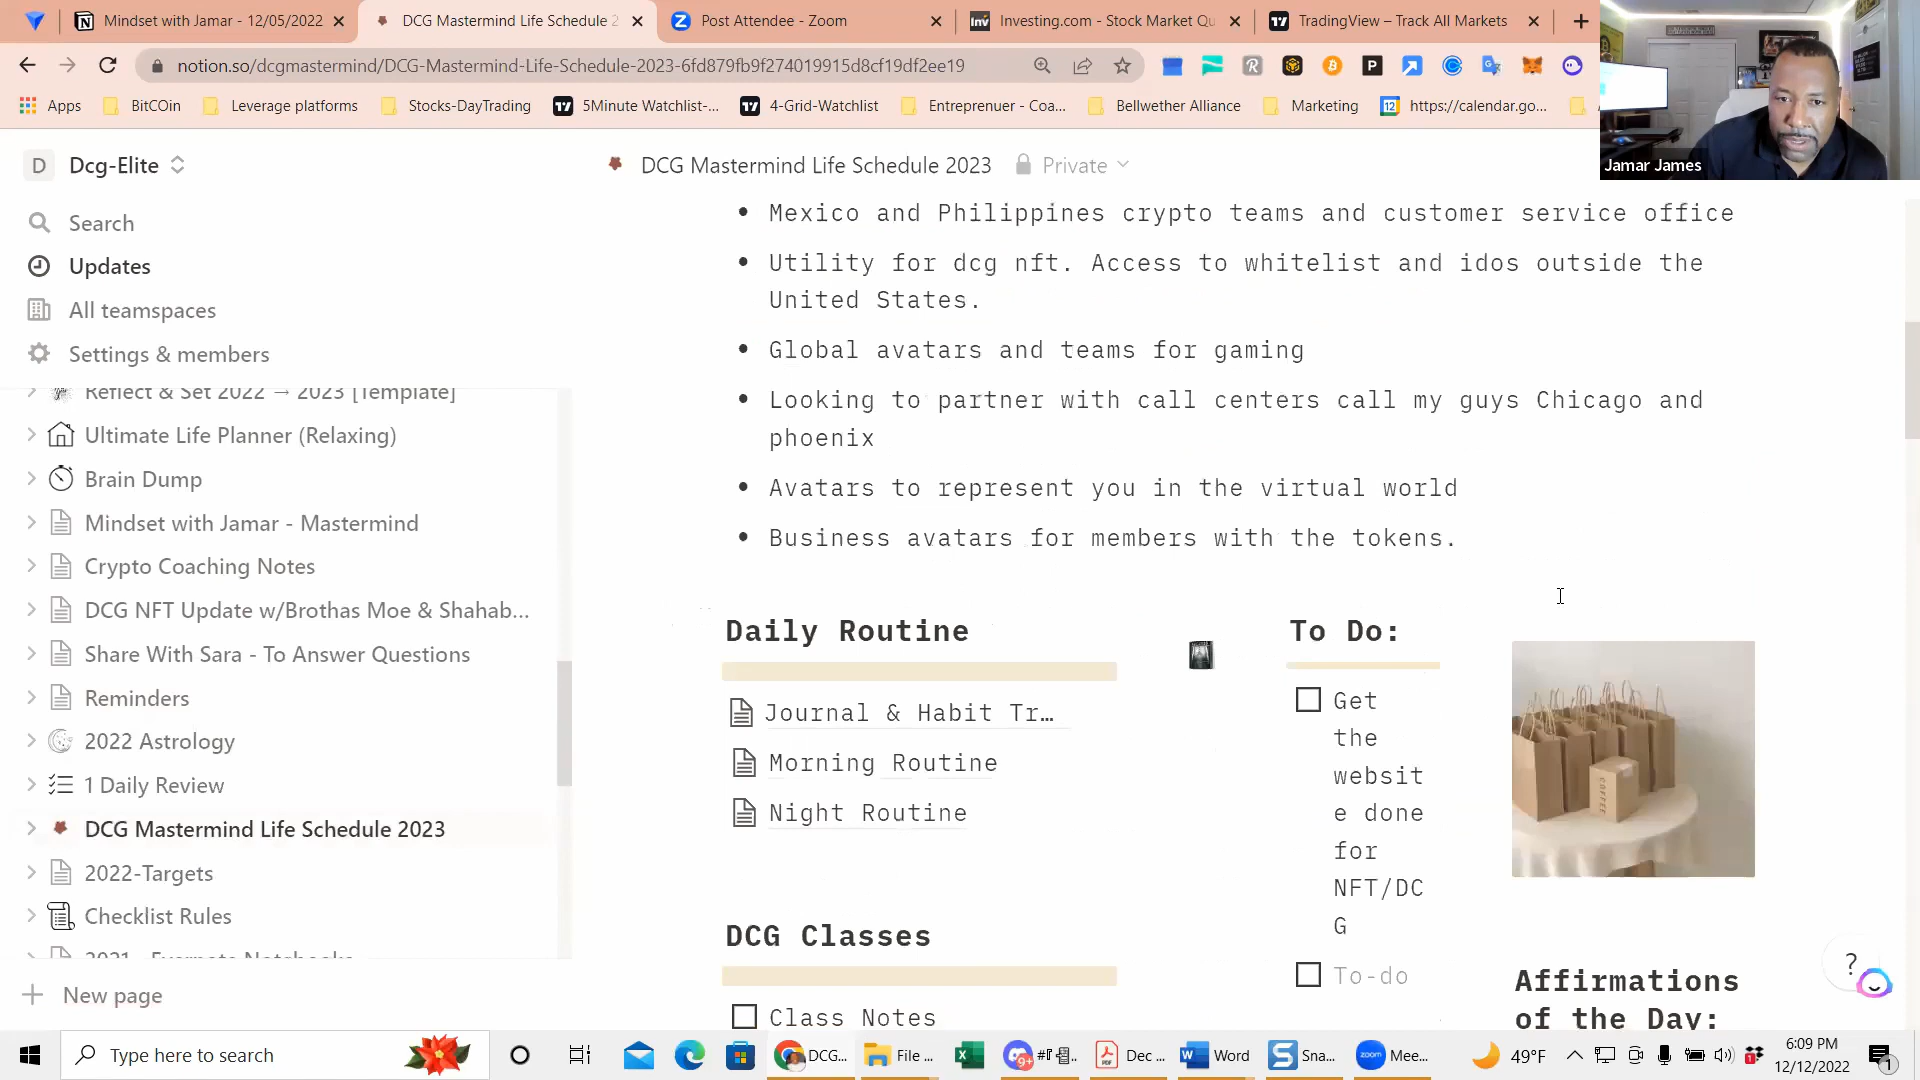 Mindset with Jamar - 12/05/2022
DCG Mastermind Life Schedule 2
Post Attendee - Zoom
Investing.com - Stock Market Qu
TradingView – Track All Markets
notion.so/dcgmastermind/DCG-Mastermind-Life-Schedule-2023-6fd879fb9f274019915d8cf19df2ee19
Apps
BitCOin
Leverage platforms
Stocks-DayTrading
5Minute Watchlist-...
4-Grid-Watchlist
Entreprenuer - Coa...
Bellwether Alliance
Marketing
https://calendar.go...
Jamar James
D
Dcg-Elite
DCG Mastermind Life Schedule 2023
Private
Search
Updates
All teamspaces
Settings & members
Reflect & Set 2022 → 2023 [Template]
Ultimate Life Planner (Relaxing)
Brain Dump
Mindset with Jamar - Mastermind
Crypto Coaching Notes
DCG NFT Update w/Brothas Moe & Shahab...
Share With Sara - To Answer Questions
Reminders
2022 Astrology
1 Daily Review
DCG Mastermind Life Schedule 2023
2022-Targets
Checklist Rules
2021 - Evernote Notebooks
New page
Mexico and Philippines crypto teams and customer service office
Utility for dcg nft. Access to whitelist and idos outside the
United States.
Global avatars and teams for gaming
Looking to partner with call centers call my guys Chicago and
phoenix
Avatars to represent you in the virtual world
Business avatars for members with the tokens.
Daily Routine
Journal & Habit Tr…
Morning Routine
Night Routine
DCG Classes
Class Notes
To Do:
Get
the
websit
e done
for
NFT/DC
G
To-do
COFFEE
Affirmations
of the Day:
?
Type here to search
DCG...
File ...
Dec ...
Word
Sna...
Mee...
49°F
6:09 PM
12/12/2022
1